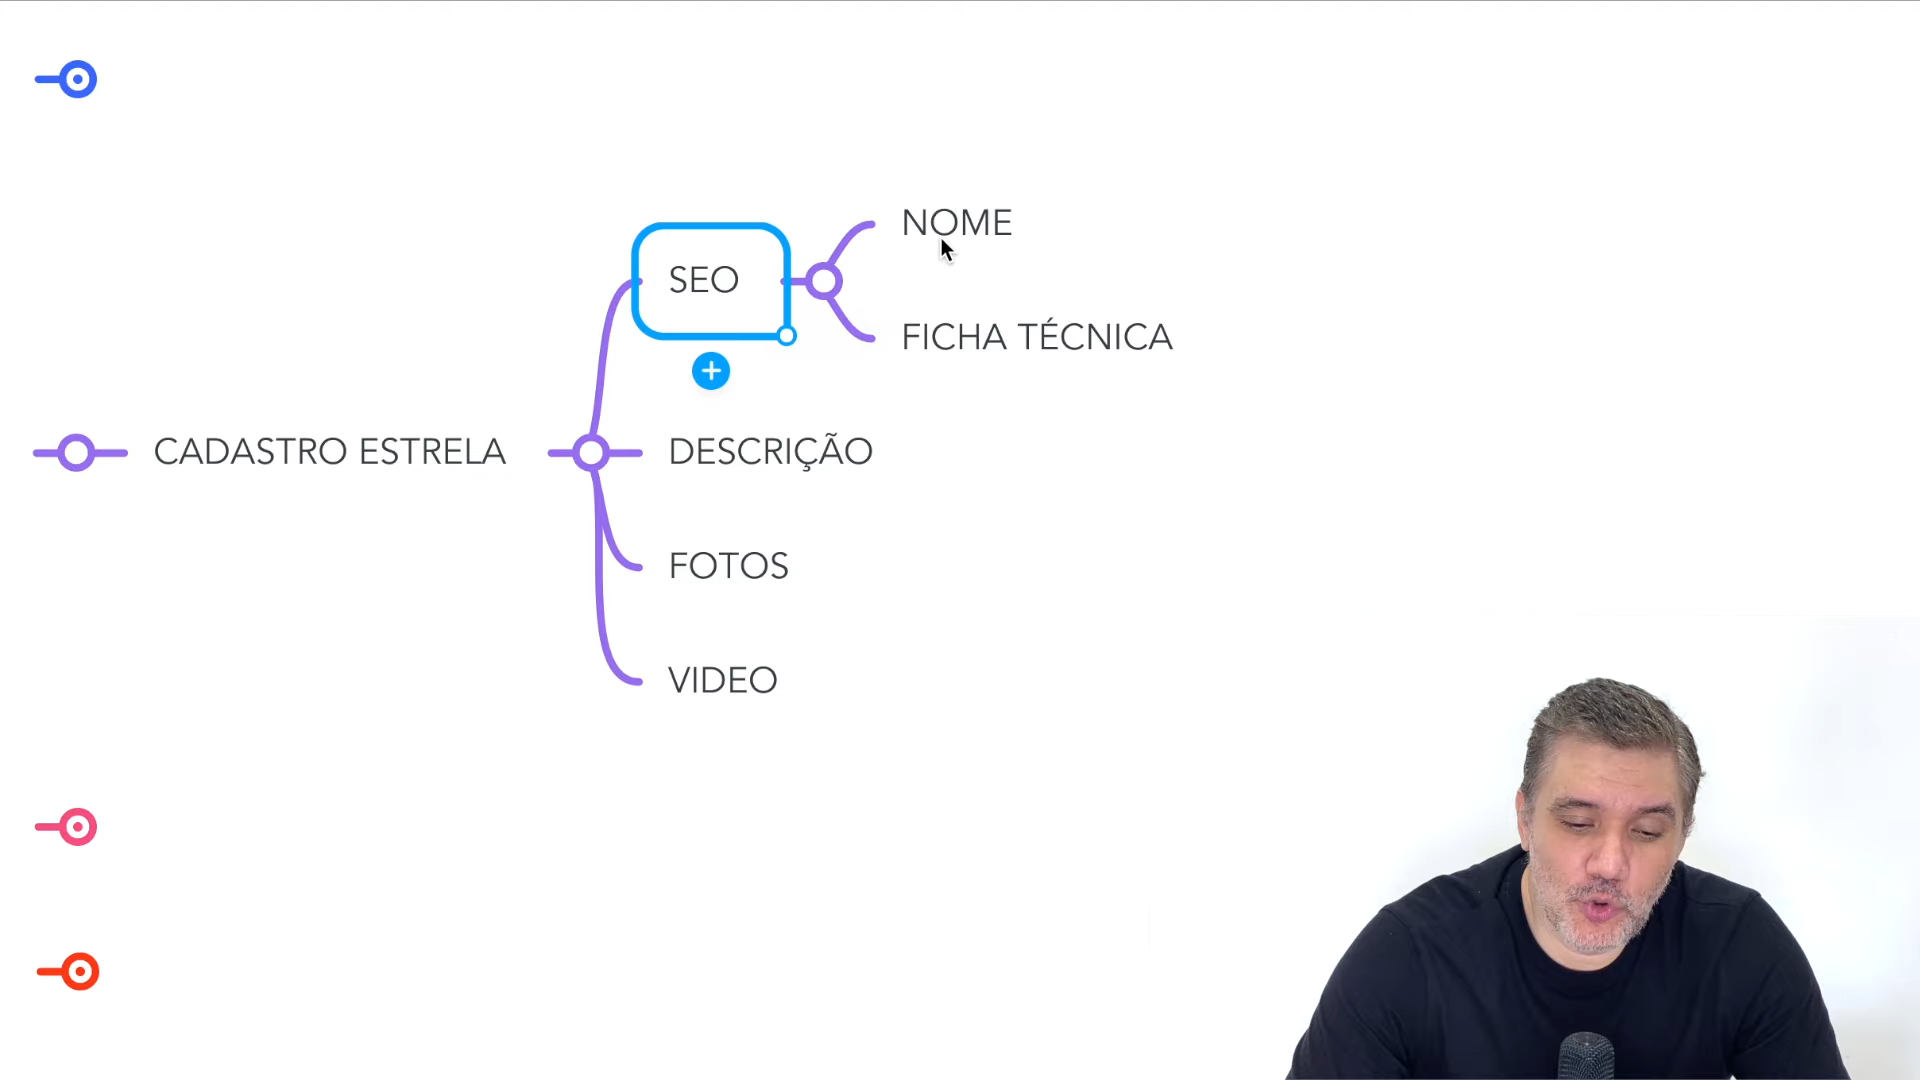 NOME
SEO
FICHA TÉCNICA
CADASTRO ESTRELA
DESCRIÇÃO
FOTOS
VIDEO